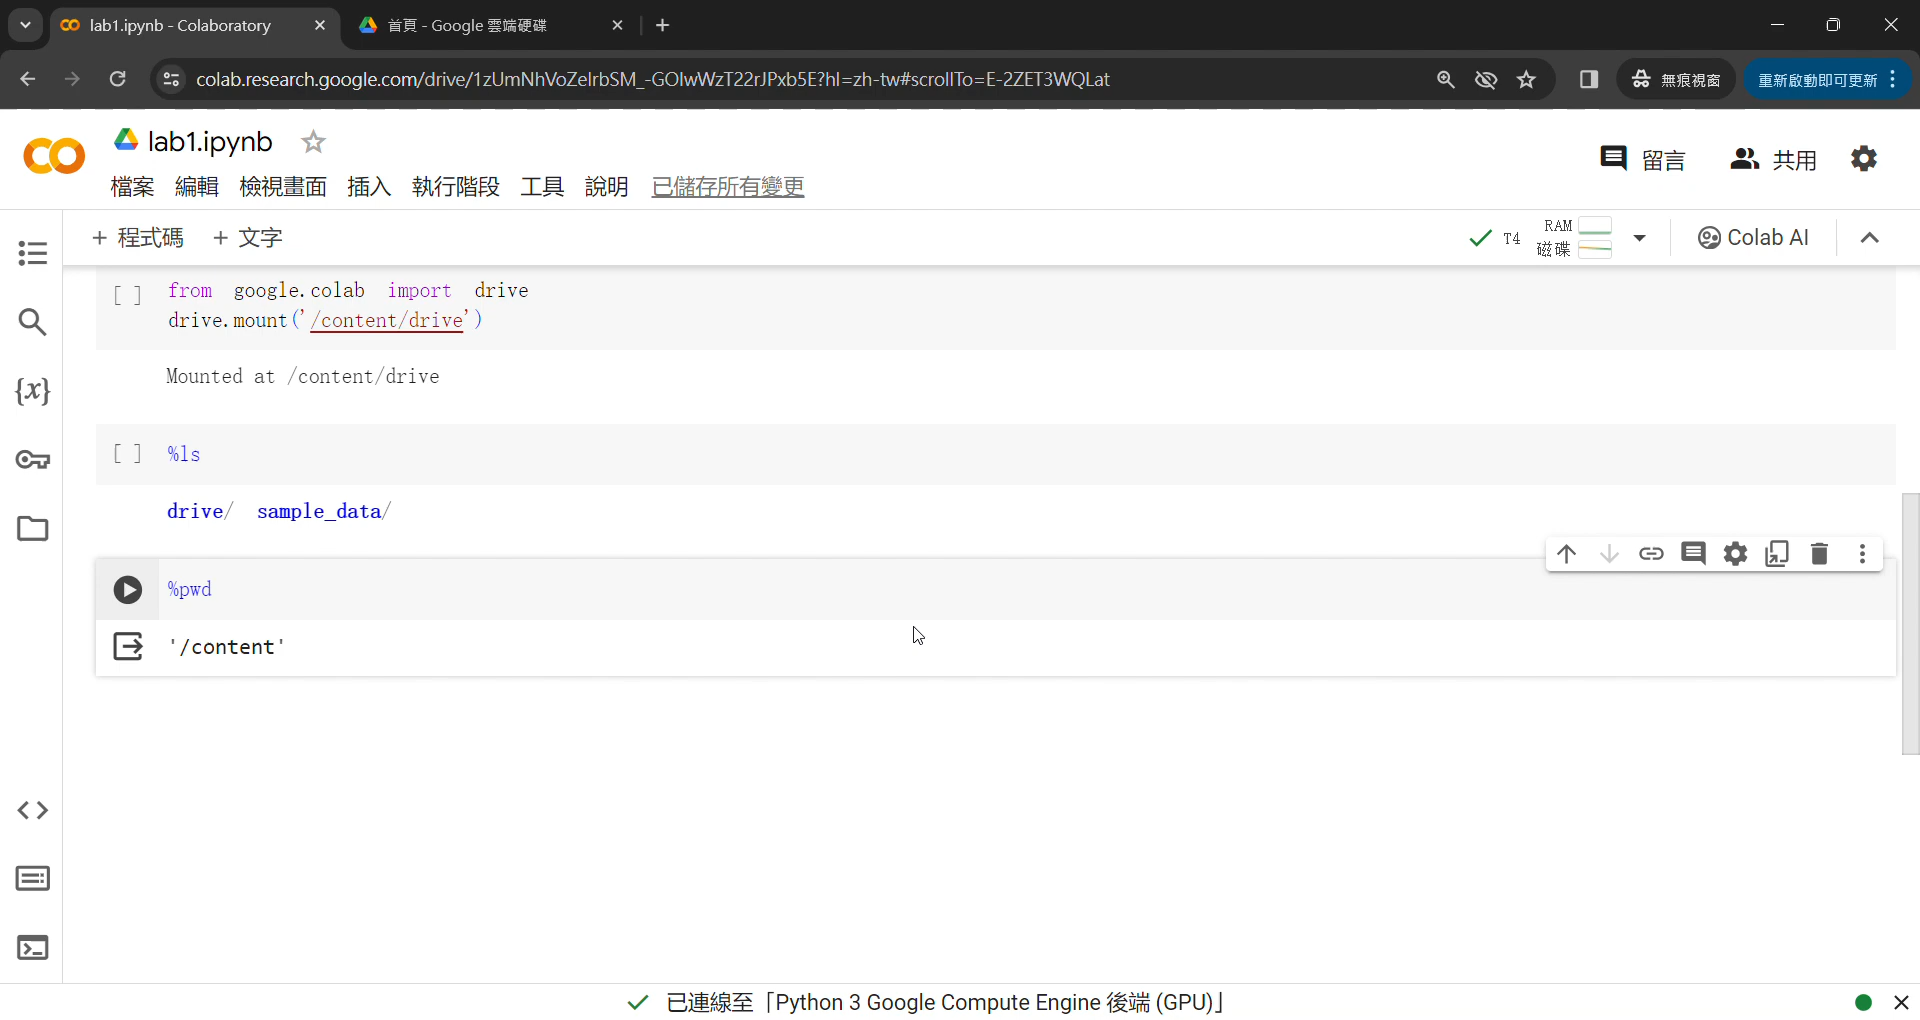 lab1.ipynb - Colaboratory
首頁 - Google 雲端硬碟
colab.research.google.com/drive/1zUmNhVoZelrbSM_-GOlwWzT22rJPxb5E?hl=zh-tw#scrollTo=E-2ZET3WQLat
無痕視窗
重新啟動即可更新
lab1.ipynb
留言
共用
檔案 編輯 檢視畫面 插入 執行階段 工具 說明 已儲存所有變更
+ 程式碼 + 文字
T4
RAM
磁碟
Colab AI
[ ] from google.colab import drive
drive.mount('/content/drive')
Mounted at /content/drive
[ ] %ls
drive/ sample_data/
%pwd
'/content'
{x}
已連線至「Python 3 Google Compute Engine 後端 (GPU)」